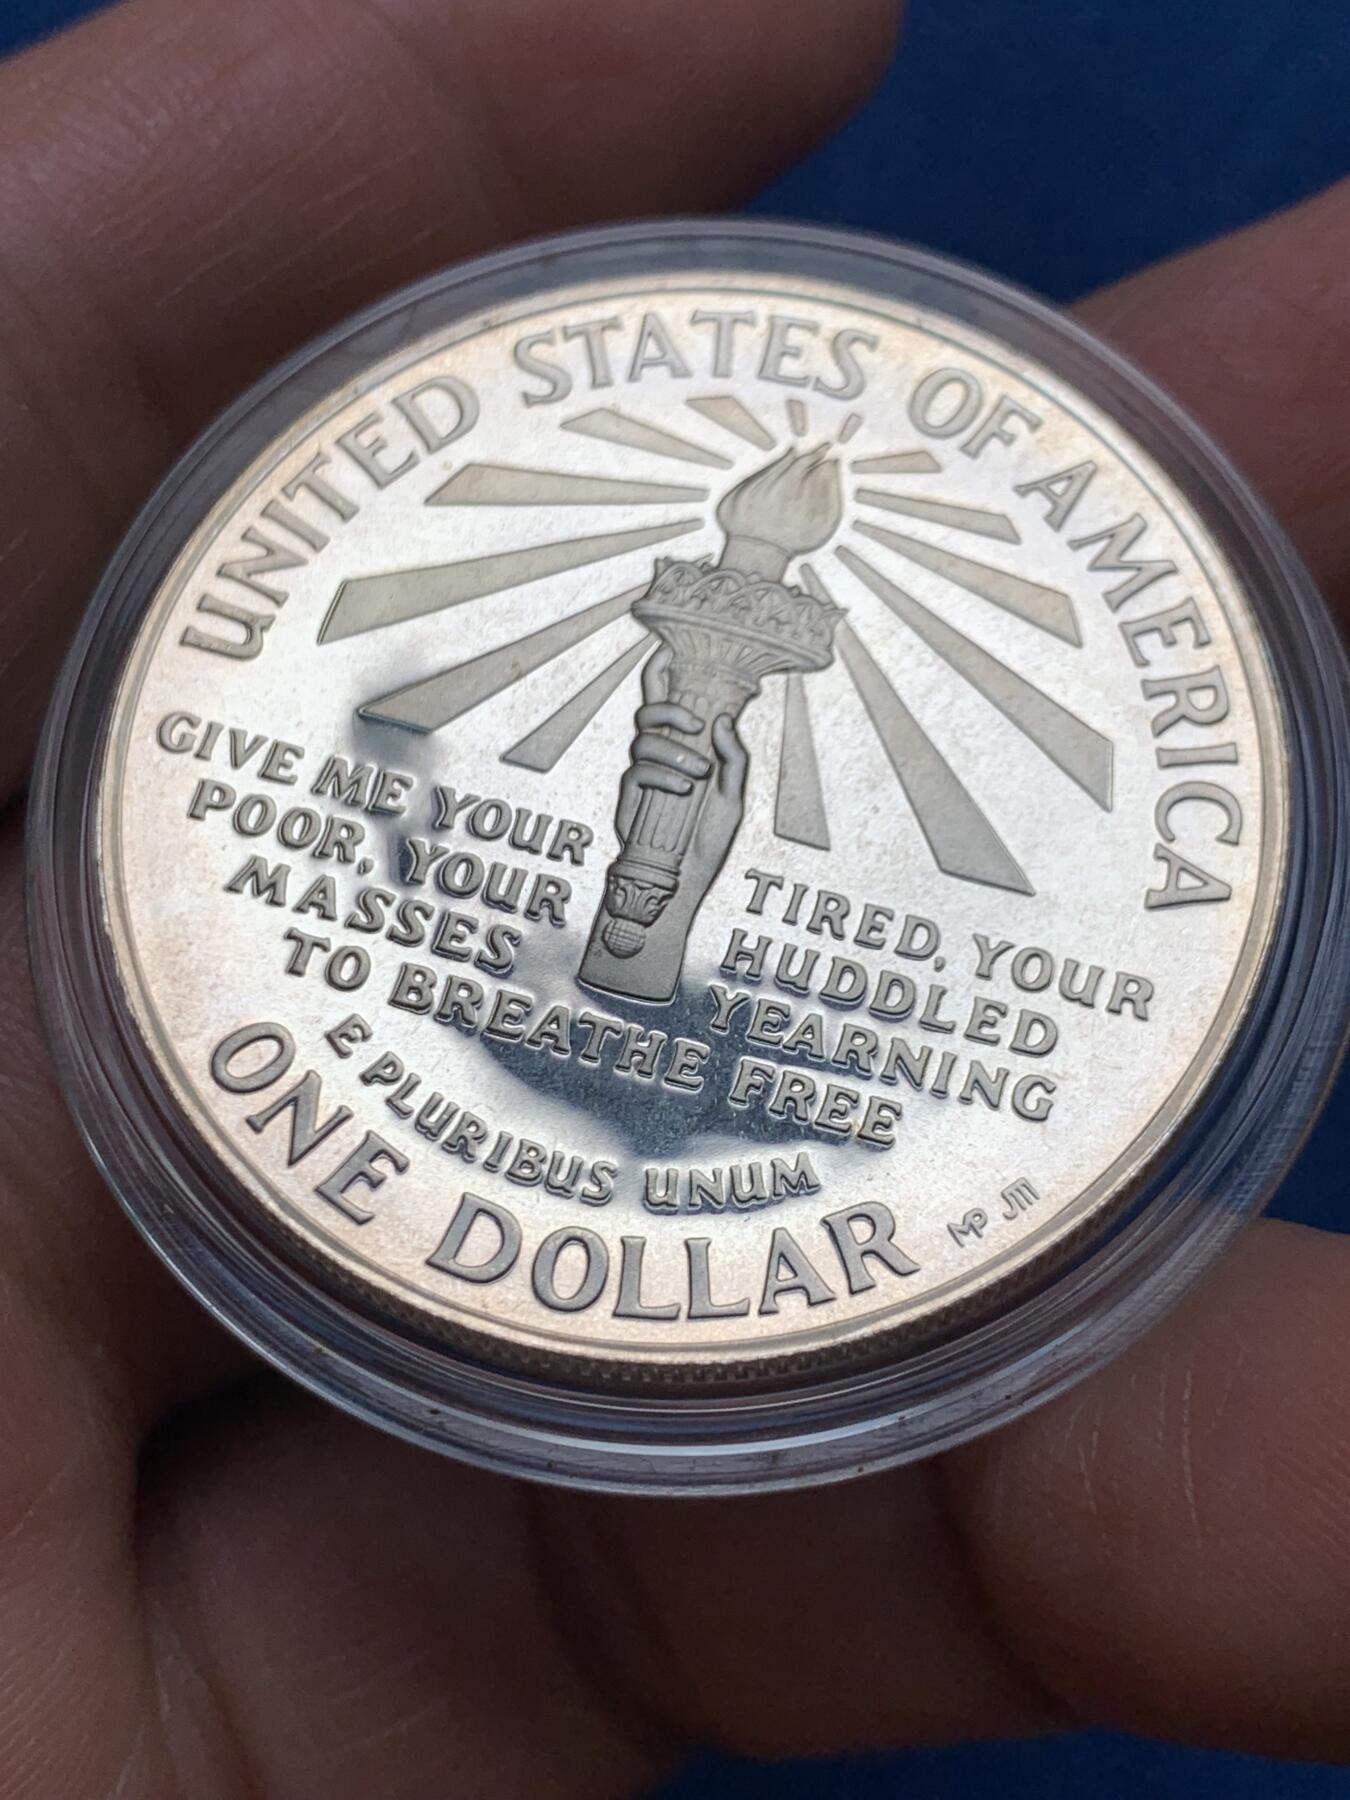 UNITED STATES OF AMERICA
GIVE ME YOUR TIRED, YOUR
POOR, YOUR HUDDLED
MASSES YEARNING
TO BREATHE FREE
E PLURIBUS UNUM
ONE DOLLAR
MP JM